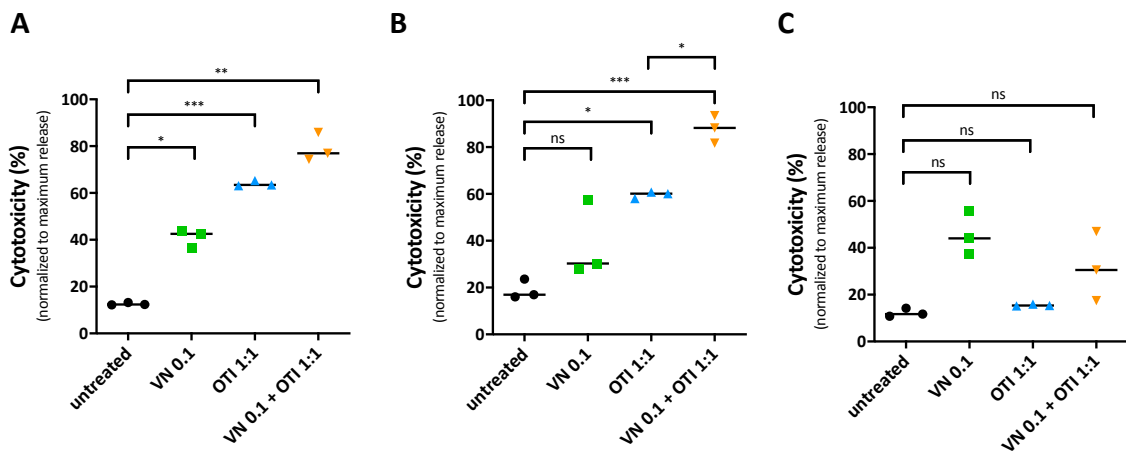 A
Cytotoxicity (%)
(normalized to maximum release)
100
80
60
40
20
0
**
***
*
untreated
VN 0.1
OTI 1:1
VN 0.1 + OTI 1:1
B
Cytotoxicity (%)
(normalized to maximum release)
100
80
60
40
20
0
*
***
*
ns
untreated
VN 0.1
OTI 1:1
VN 0.1 + OTI 1:1
C
Cytotoxicity (%)
(normalized to maximum release)
100
80
60
40
20
0
ns
ns
ns
untreated
VN 0.1
OTI 1:1
VN 0.1 + OTI 1:1